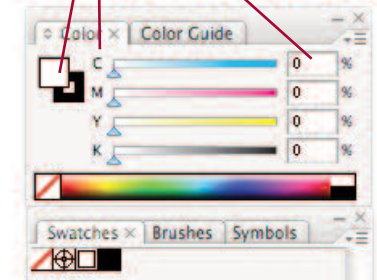 Color × Color Guide
C 0 %
M 0 %
Y 0 %
K 0 %
Swatches × Brushes Symbols